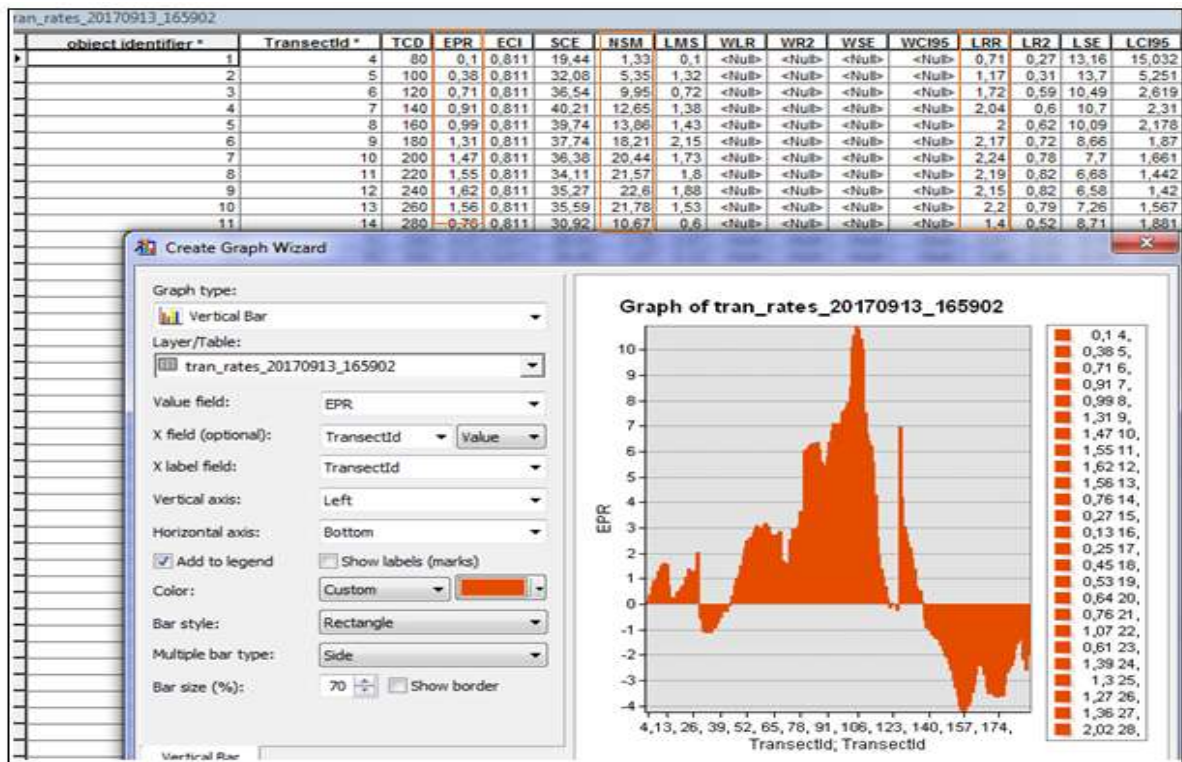 ran_rates_20170913_165902
object identifier * TransectId * TCD EPR ECI SCE NSM LMS WLR WR2 WSE WCI95 LRR LR2 LSE LCI95
1 4 80 0,1 0,811 19,44 1,33 0,1 <Null> <Null> <Null> <Null> 0,71 0,27 13,16 15,032
2 5 100 0,38 0,811 32,08 5,35 1,32 <Null> <Null> <Null> <Null> 1,17 0,31 13,7 5,251
3 6 120 0,71 0,811 36,54 9,95 0,72 <Null> <Null> <Null> <Null> 1,72 0,59 10,49 2,619
4 7 140 0,91 0,811 40,21 12,65 1,38 <Null> <Null> <Null> <Null> 2,04 0,6 10,7 2,31
5 8 160 0,99 0,811 39,74 13,86 1,43 <Null> <Null> <Null> <Null> 2 0,62 10,09 2,178
6 9 180 1,31 0,811 37,74 18,21 2,15 <Null> <Null> <Null> <Null> 2,17 0,72 8,66 1,87
7 10 200 1,47 0,811 36,38 20,44 1,73 <Null> <Null> <Null> <Null> 2,24 0,78 7,7 1,661
8 11 220 1,55 0,811 34,11 21,57 1,8 <Null> <Null> <Null> <Null> 2,19 0,82 6,68 1,442
9 12 240 1,62 0,811 35,27 22,6 1,88 <Null> <Null> <Null> <Null> 2,15 0,82 6,58 1,42
10 13 260 1,56 0,811 35,59 21,78 1,53 <Null> <Null> <Null> <Null> 2,2 0,79 7,26 1,567
11 14 280 0,76 0,811 30,92 10,67 0,6 <Null> <Null> <Null> <Null> 1,4 0,52 8,71 1,881
Create Graph Wizard
Graph type:
Vertical Bar
Layer/Table:
tran_rates_20170913_165902
Value field: EPR
X field (optional): TransectId Value
X label field: TransectId
Vertical axis: Left
Horizontal axis: Bottom
Add to legend Show labels (marks)
Color: Custom
Bar style: Rectangle
Multiple bar type: Side
Bar size (%): 70 Show border
Vertical Bar
Graph of tran_rates_20170913_165902
10
9
8
7
6
5
4
3
2
1
0
-1
-2
-3
-4
EPR
4,13, 26, 39, 52, 65, 78, 91, 106, 123, 140, 157, 174,
TransectId; TransectId
0,1 4,
0,38 5,
0,71 6,
0,91 7,
0,99 8,
1,31 9,
1,47 10,
1,55 11,
1,62 12,
1,56 13,
0,76 14,
0,27 15,
0,13 16,
0,25 17,
0,45 18,
0,53 19,
0,64 20,
0,76 21,
1,07 22,
0,61 23,
1,39 24,
1,3 25,
1,27 26,
1,36 27,
2,02 28,